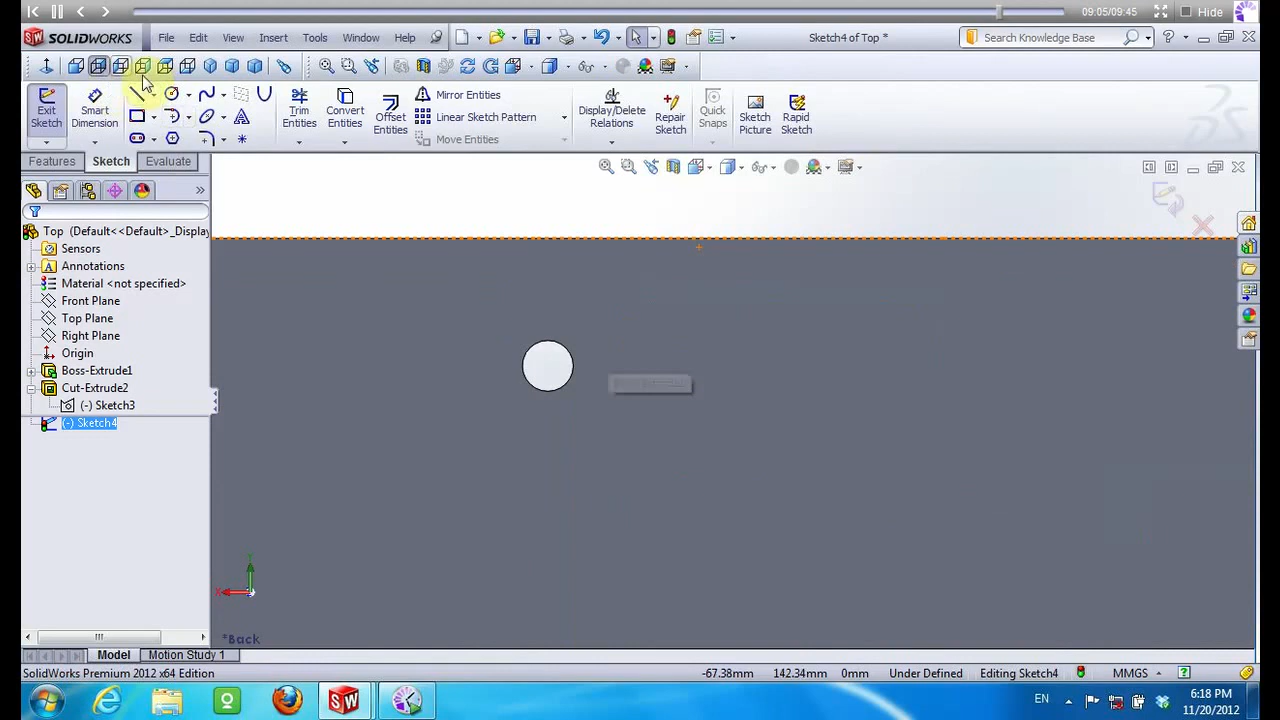 09:05/09:45
Hide
SW SOLIDWORKS File Edit View Insert Tools Window Help
Sketch4 of Top *
Search Knowledge Base
Exit Sketch
Smart Dimension
Trim Entities
Convert Entities
Offset Entities
Mirror Entities
Linear Sketch Pattern
Move Entities
Display/Delete Relations
Repair Sketch
Quick Snaps
Sketch Picture
Rapid Sketch
Features Sketch Evaluate
Top (Default<<Default>_Display
Sensors
Annotations
Material <not specified>
Front Plane
Top Plane
Right Plane
Origin
Boss-Extrude1
Cut-Extrude2
(-) Sketch3
(-) Sketch4
Y
X
*Back
Model Motion Study 1
SolidWorks Premium 2012 x64 Edition
-67.38mm 142.34mm 0mm Under Defined Editing Sketch4 MMGS
EN
6:18 PM
11/20/2012